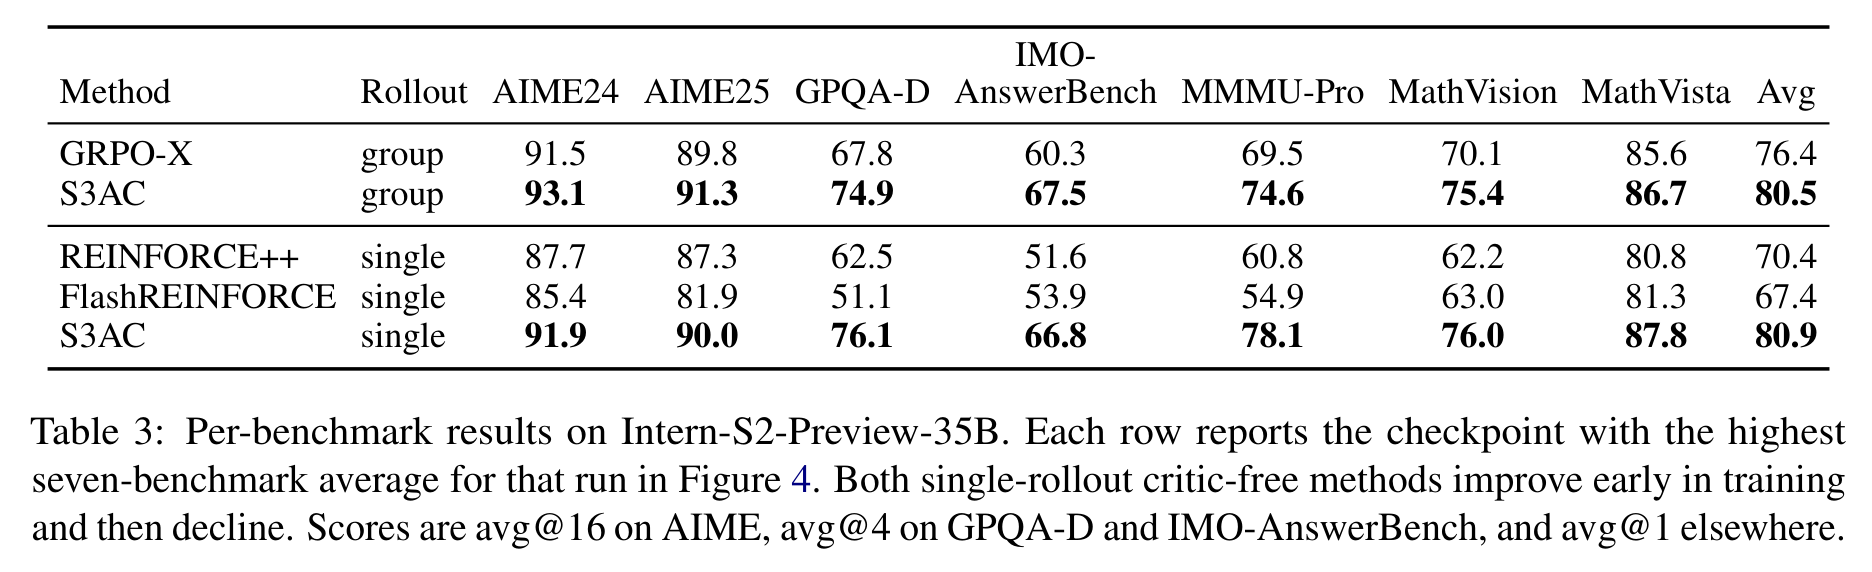 IMO-
Method Rollout AIME24 AIME25 GPQA-D AnswerBench MMMU-Pro MathVision MathVista Avg
GRPO-X group 91.5 89.8 67.8 60.3 69.5 70.1 85.6 76.4
S3AC group 93.1 91.3 74.9 67.5 74.6 75.4 86.7 80.5
REINFORCE++ single 87.7 87.3 62.5 51.6 60.8 62.2 80.8 70.4
FlashREINFORCE single 85.4 81.9 51.1 53.9 54.9 63.0 81.3 67.4
S3AC single 91.9 90.0 76.1 66.8 78.1 76.0 87.8 80.9
Table 3: Per-benchmark results on Intern-S2-Preview-35B. Each row reports the checkpoint with the highest
seven-benchmark average for that run in Figure 4. Both single-rollout critic-free methods improve early in training
and then decline. Scores are avg@16 on AIME, avg@4 on GPQA-D and IMO-AnswerBench, and avg@1 elsewhere.